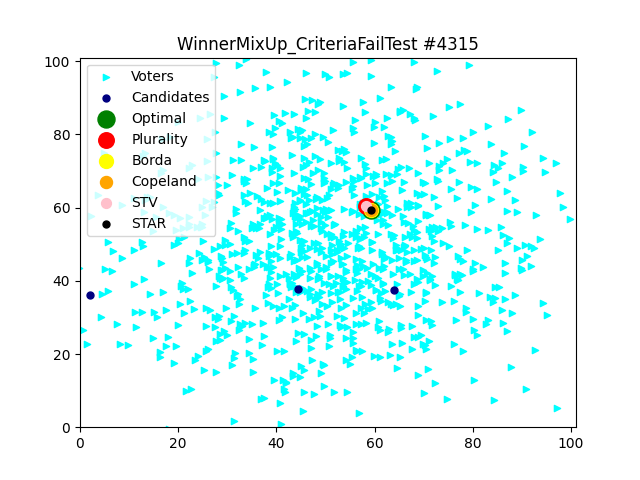 WinnerMixUp_CriteriaFailTest #4315
100
80
60
40
20
0
Voters
Candidates
Optimal
Plurality
Borda
Copeland
STV
STAR
0 20 40 60 80 100